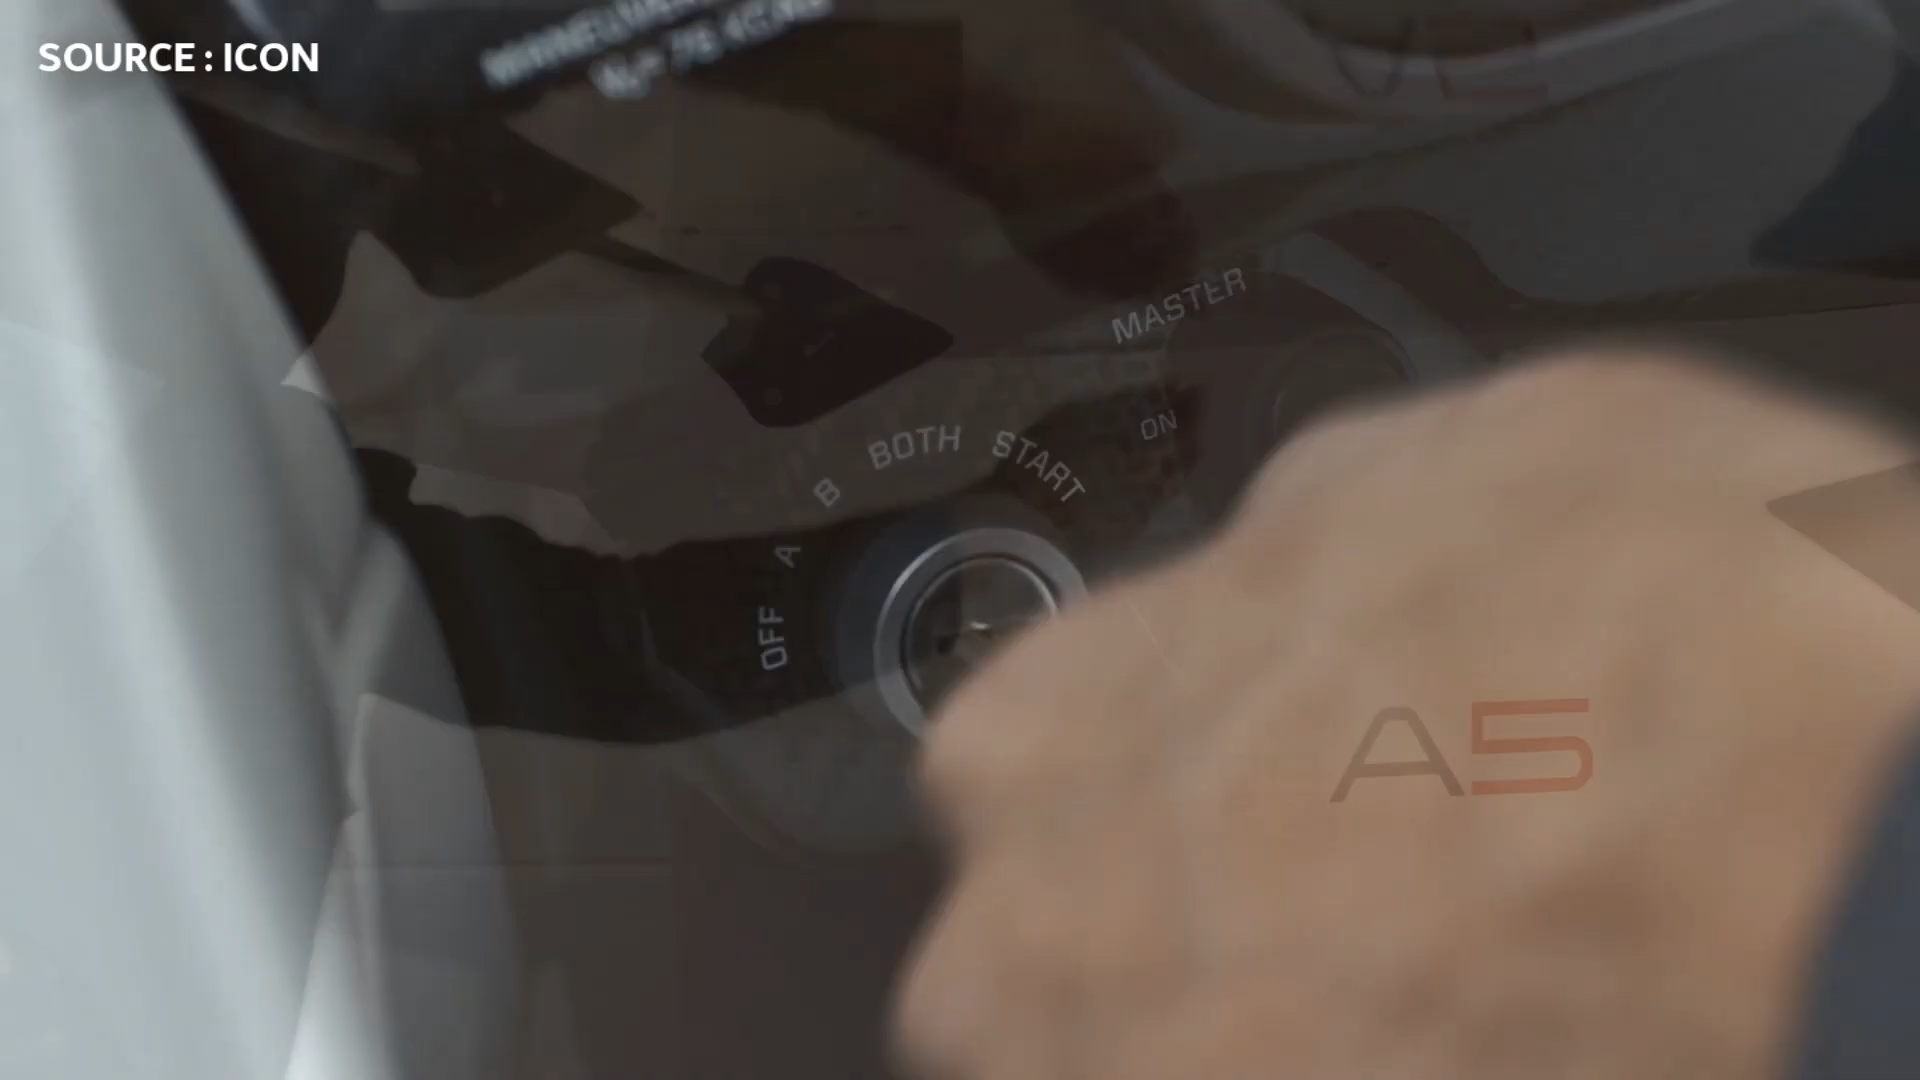 SOURCE : ICON
MASTER
ON
OFF A B BOTH START
A5